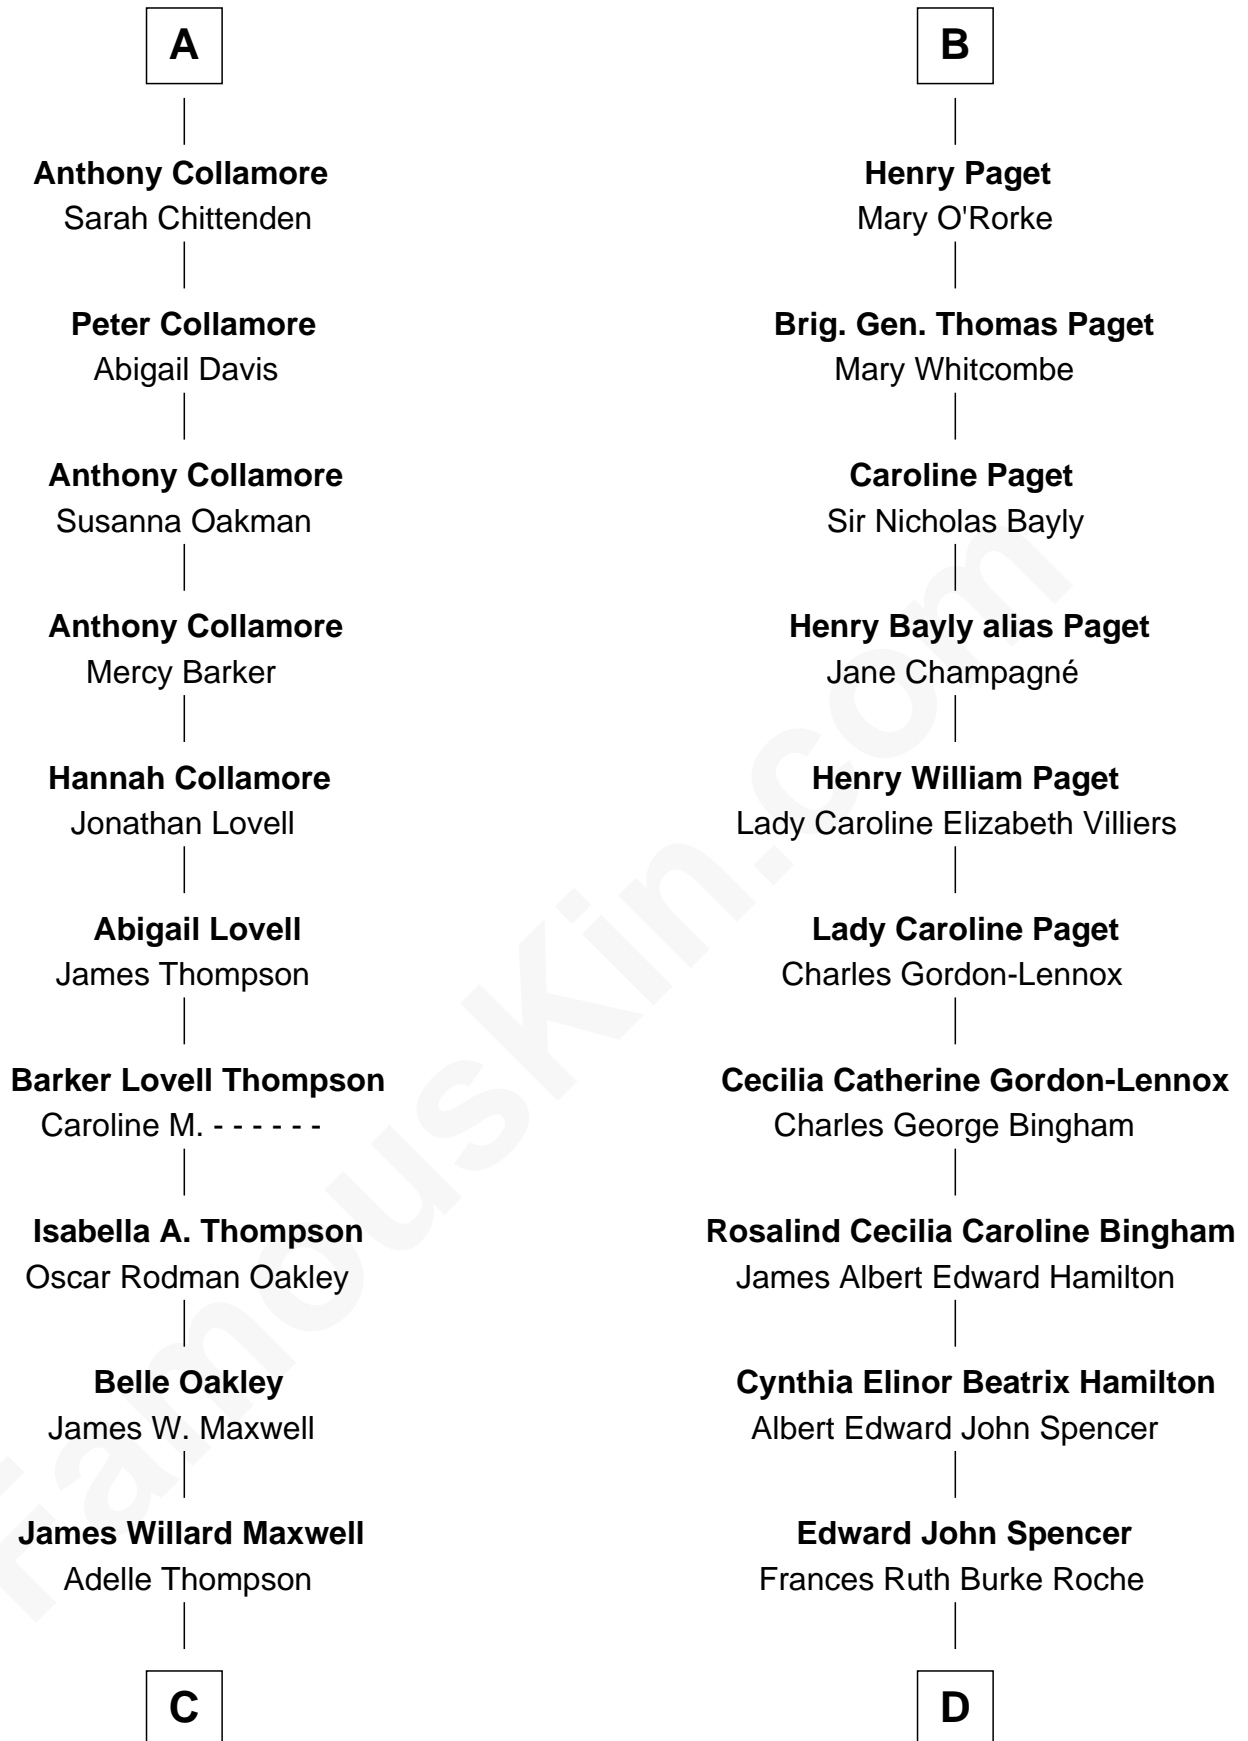 A
Anthony Collamore
Sarah Chittenden
Peter Collamore
Abigail Davis
Anthony Collamore
Susanna Oakman
Anthony Collamore
Mercy Barker
Hannah Collamore
Jonathan Lovell
Abigail Lovell
James Thompson
Barker Lovell Thompson
Caroline M. - - - - - -
Isabella A. Thompson
Oscar Rodman Oakley
Belle Oakley
James W. Maxwell
James Willard Maxwell
Adelle Thompson
C
B
Henry Paget
Mary O'Rorke
Brig. Gen. Thomas Paget
Mary Whitcombe
Caroline Paget
Sir Nicholas Bayly
Henry Bayly alias Paget
Jane Champagné
Henry William Paget
Lady Caroline Elizabeth Villiers
Lady Caroline Paget
Charles Gordon-Lennox
Cecilia Catherine Gordon-Lennox
Charles George Bingham
Rosalind Cecilia Caroline Bingham
James Albert Edward Hamilton
Cynthia Elinor Beatrix Hamilton
Albert Edward John Spencer
Edward John Spencer
Frances Ruth Burke Roche
D
FamousKin.com